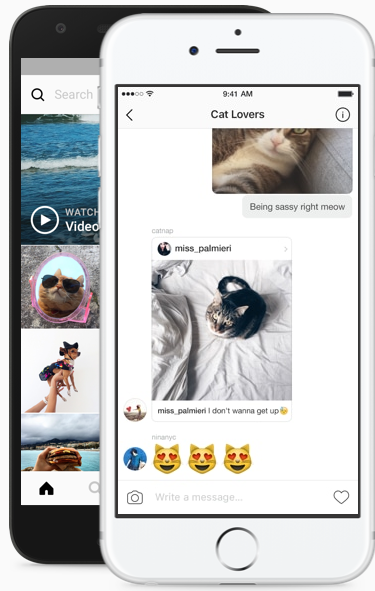 Search
WATCH
Video
9:41 AM
Cat Lovers
Being sassy right meow
catnap
miss_palmieri
miss_palmieri I don't wanna get up
ninanyc
Write a message...